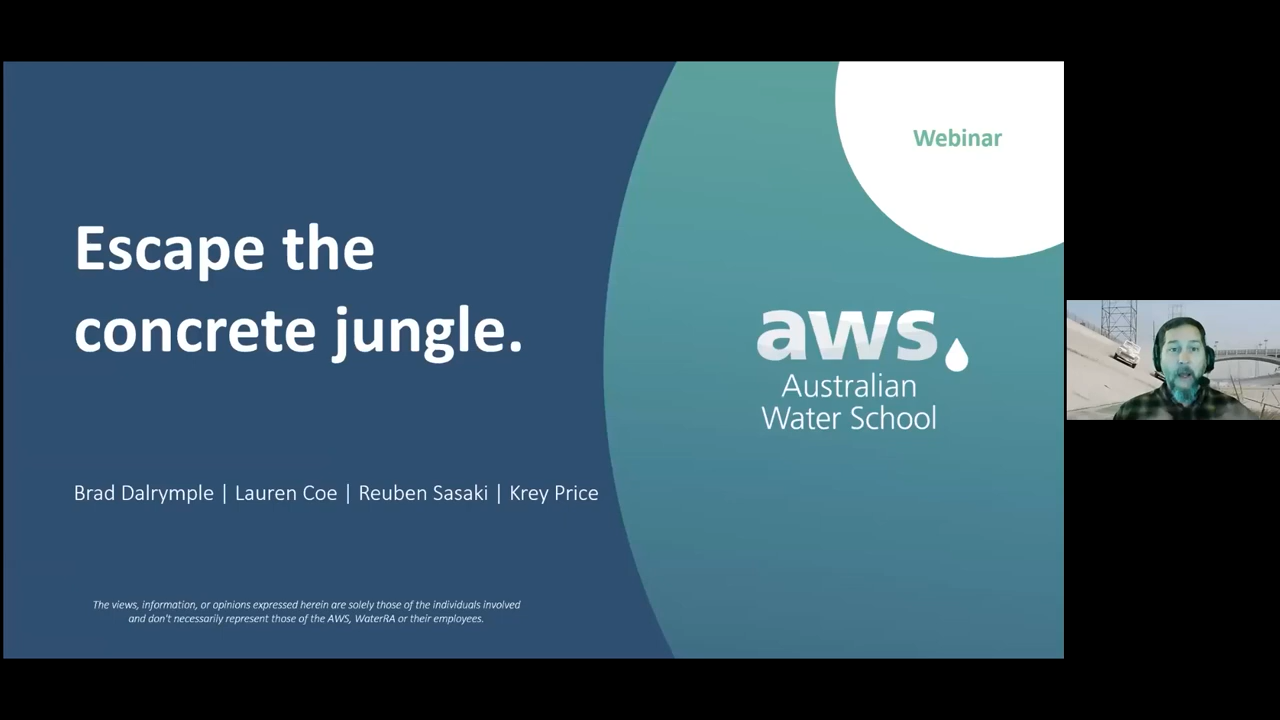 Webinar
Escape the
concrete jungle.
aws
Australian
Water School
Brad Dalrymple | Lauren Coe | Reuben Sasaki | Krey Price
The views, information, or opinions expressed herein are solely those of the individuals involved
and don't necessarily represent those of the AWS, WaterRA or their employees.